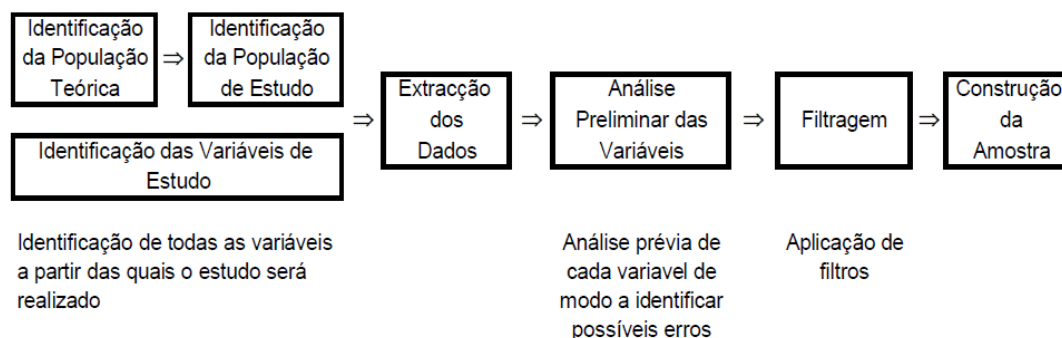 Identificação
da População
Teórica
⇒
Identificação
da População
de Estudo
Identificação das Variáveis de
Estudo
⇒
Extracção
dos
Dados
⇒
Análise
Preliminar das
Variáveis
⇒
Filtragem
⇒
Construção
da
Amostra
Identificação de todas as variáveis
a partir das quais o estudo será
realizado
Análise prévia de
cada variavel de
modo a identificar
possíveis erros
Aplicação de
filtros